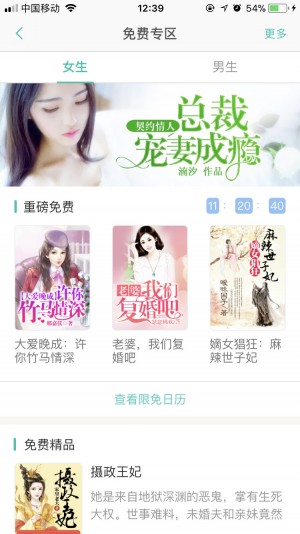 中国移动
12:39
54%
免费专区
更多
女生
男生
契约情人
总裁
宠妻成瘾
滴汐 作品
重磅免费
11:20:40
[大爱晚成]许你
竹马情深
老婆
我们
复婚吧
麻辣世子妃
嫡女猖狂
大爱晚成：许
你竹马情深
老婆，我们复
婚吧
嫡女猖狂：麻
辣世子妃
查看限免日历
免费精品
摄政王妃
摄政王妃
她是来自地狱深渊的恶鬼，掌有生死
大权。世事难料，未婚夫和亲妹竟然